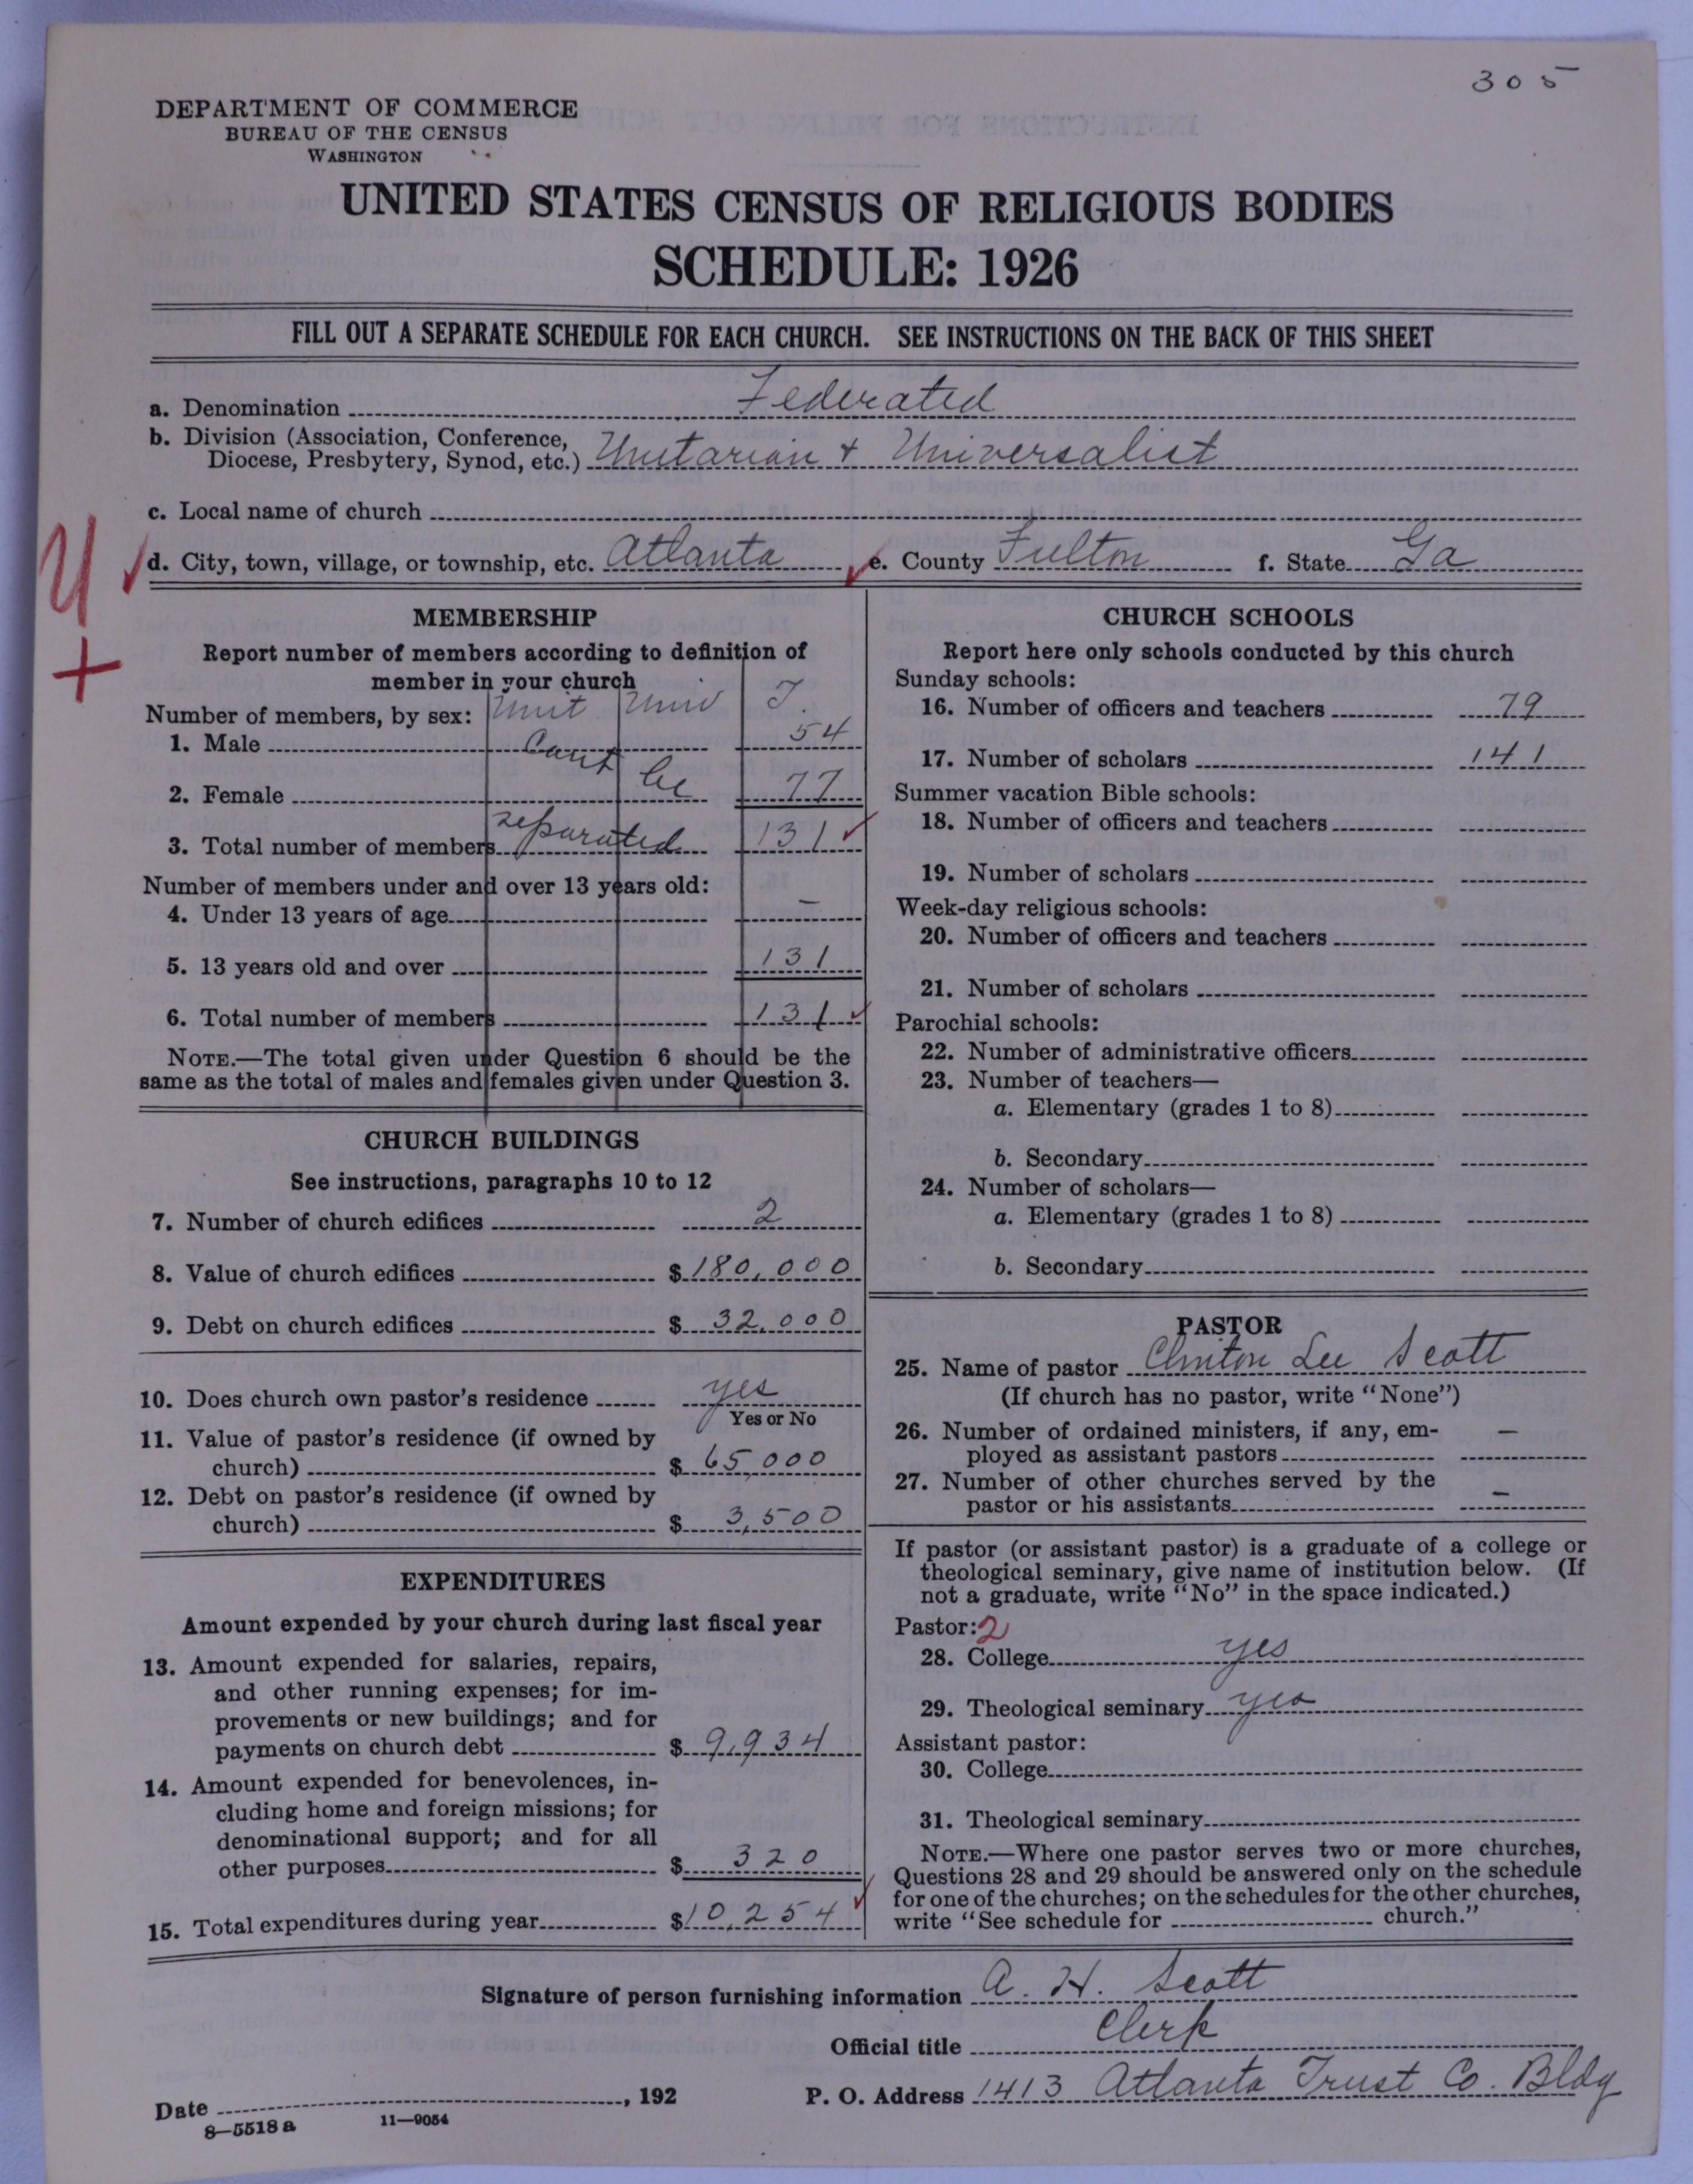 305
DEPARTMENT OF COMMERCE
BUREAU OF THE CENSUS
WASHINGTON
UNITED STATES CENSUS OF RELIGIOUS BODIES
SCHEDULE: 1926
FILL OUT A SEPARATE SCHEDULE FOR EACH CHURCH. SEE INSTRUCTIONS ON THE BACK OF THIS SHEET
a. Denomination Federated
b. Division (Association, Conference,
Diocese, Presbytery, Synod, etc.) Unitarian + Universalist
c. Local name of church
d. City, town, village, or township, etc. Atlanta e. County Fulton f. State Ga
U
+
MEMBERSHIP
Report number of members according to definition of
member in your church
Number of members, by sex: Unit Univ T.
1. Male Cant 54
2. Female be 77
3. Total number of members separated 131
Number of members under and over 13 years old:
4. Under 13 years of age —
5. 13 years old and over 131
6. Total number of members 131
NOTE.—The total given under Question 6 should be the
same as the total of males and females given under Question 3.
CHURCH BUILDINGS
See instructions, paragraphs 10 to 12
7. Number of church edifices 2
8. Value of church edifices $ 180,000
9. Debt on church edifices $ 32,000
10. Does church own pastor's residence yes
Yes or No
11. Value of pastor's residence (if owned by
church) $ 65,000
12. Debt on pastor's residence (if owned by
church) $ 3,500
EXPENDITURES
Amount expended by your church during last fiscal year
13. Amount expended for salaries, repairs,
and other running expenses; for im-
provements or new buildings; and for
payments on church debt $ 9,934
14. Amount expended for benevolences, in-
cluding home and foreign missions; for
denominational support; and for all
other purposes $ 320
15. Total expenditures during year $10,254
CHURCH SCHOOLS
Report here only schools conducted by this church
Sunday schools:
16. Number of officers and teachers 79
17. Number of scholars 141
Summer vacation Bible schools:
18. Number of officers and teachers
19. Number of scholars
Week-day religious schools:
20. Number of officers and teachers
21. Number of scholars
Parochial schools:
22. Number of administrative officers
23. Number of teachers—
a. Elementary (grades 1 to 8)
b. Secondary
24. Number of scholars—
a. Elementary (grades 1 to 8)
b. Secondary
PASTOR
25. Name of pastor Clinton Lee Scott
(If church has no pastor, write "None")
26. Number of ordained ministers, if any, em-
ployed as assistant pastors —
27. Number of other churches served by the
pastor or his assistants —
If pastor (or assistant pastor) is a graduate of a college or
theological seminary, give name of institution below. (If
not a graduate, write "No" in the space indicated.)
Pastor: 2
28. College yes
29. Theological seminary yes
Assistant pastor:
30. College
31. Theological seminary
NOTE.—Where one pastor serves two or more churches,
Questions 28 and 29 should be answered only on the schedule
for one of the churches; on the schedules for the other churches,
write "See schedule for church."
Signature of person furnishing information A. H. Scott
Official title Clerk
Date , 192 P. O. Address 1413 Atlanta Trust Co. Bldg
8—5518 a 11—9054